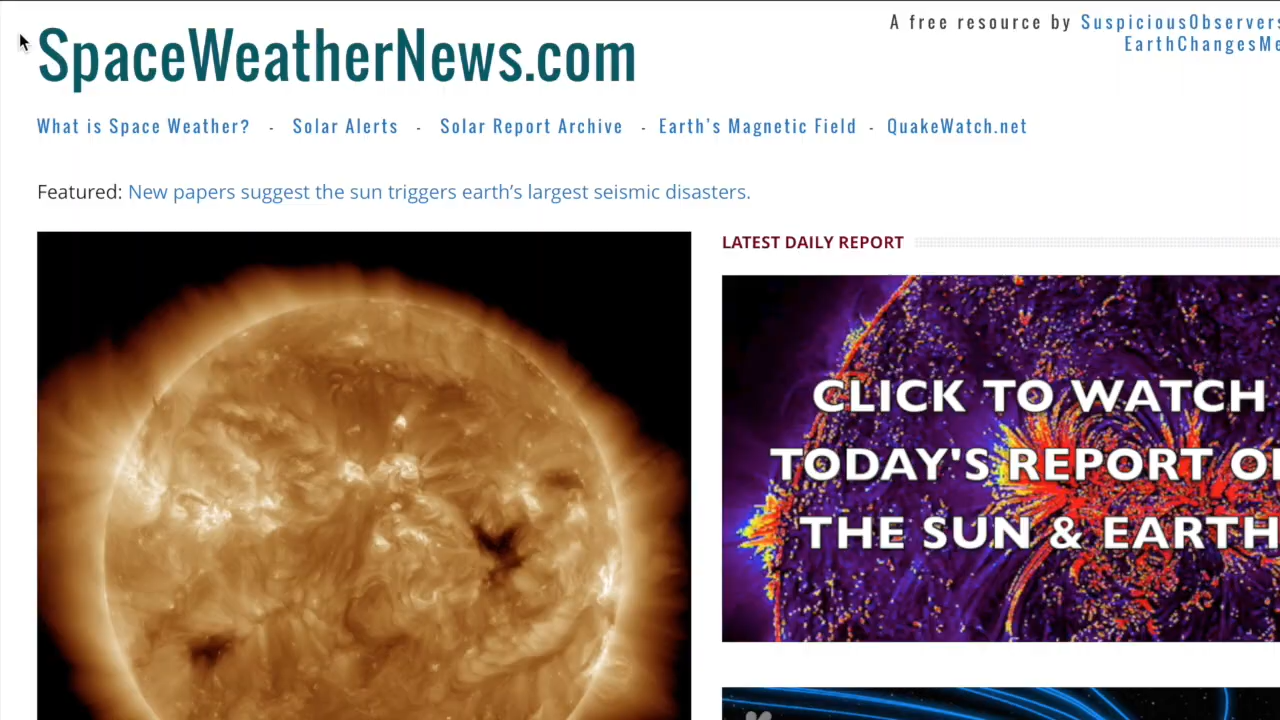 SpaceWeatherNews.com
A free resource by SuspiciousObservers
EarthChangesMe
What is Space Weather? - Solar Alerts - Solar Report Archive - Earth's Magnetic Field - QuakeWatch.net
Featured: New papers suggest the sun triggers earth’s largest seismic disasters.
LATEST DAILY REPORT
CLICK TO WATCH
TODAY'S REPORT OF
THE SUN & EARTH